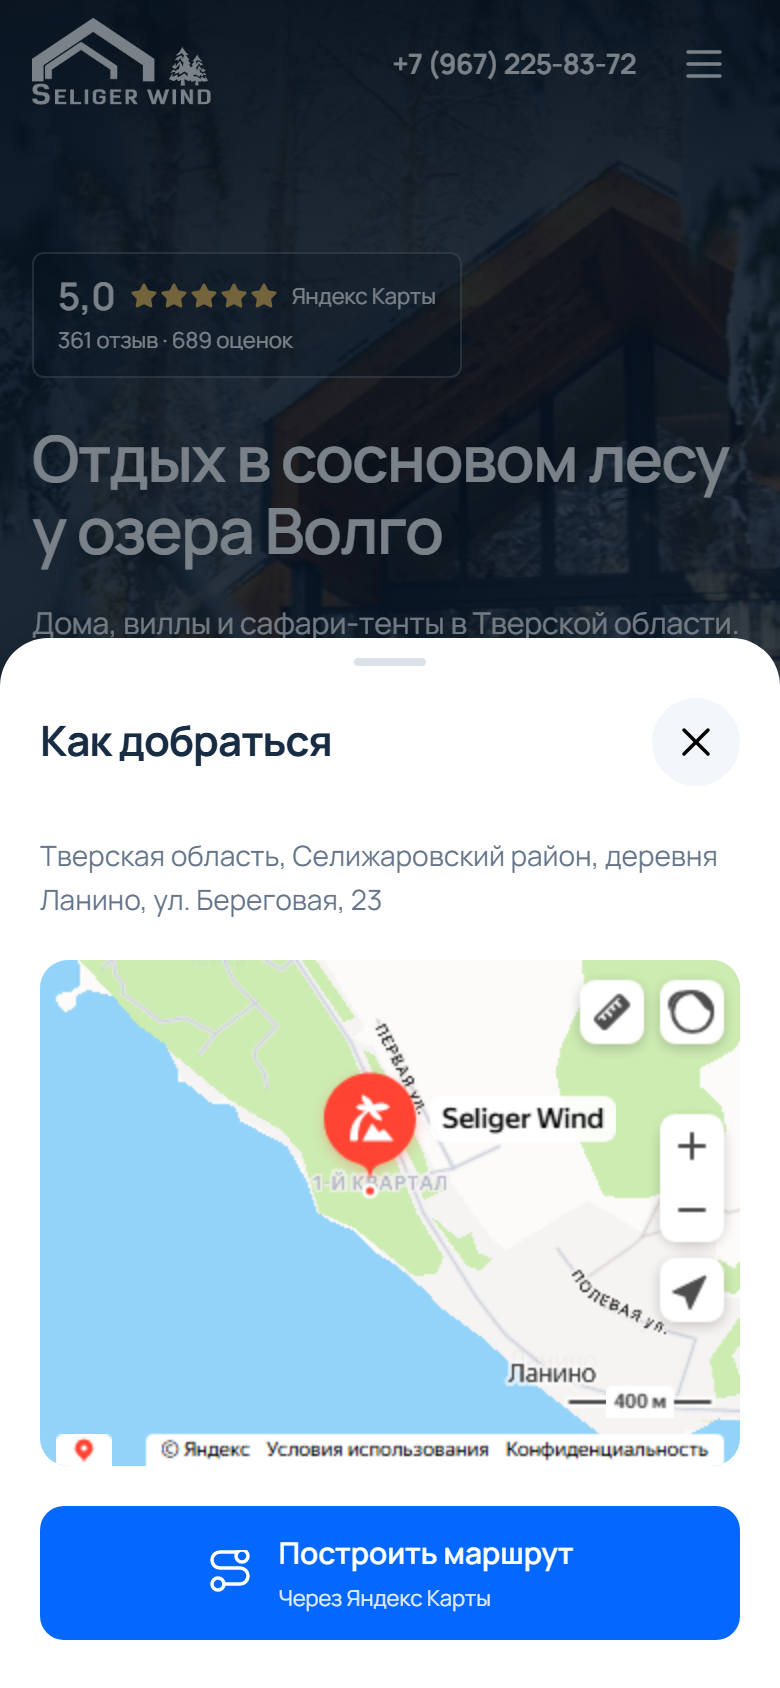 SELIGER WIND
+7 (967) 225-83-72
5,0 Яндекс Карты
361 отзыв · 689 оценок
Отдых в сосновом лесу
у озера Волго
Дома, виллы и сафари-тенты в Тверской области.
Как добраться
Тверская область, Селижаровский район, деревня
Ланино, ул. Береговая, 23
ПЕРВАЯ ул.
Seliger Wind
1-Й КВАРТАЛ
ПОЛЕВАЯ ул.
Ланино
400 м
© Яндекс Условия использования Конфиденциальность
Построить маршрут
Через Яндекс Карты